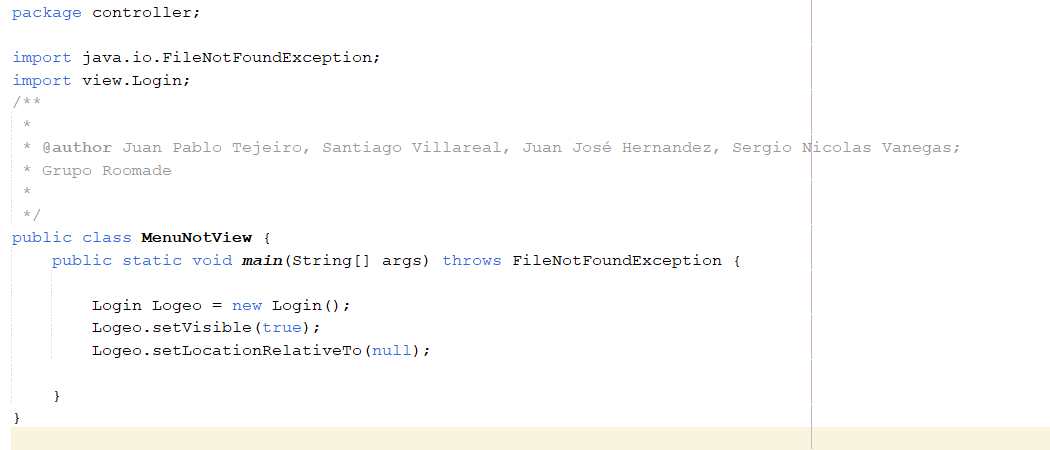 package controller;
import java.io.FileNotFoundException;
import view.Login;
/**
*
* @author Juan Pablo Tejeiro, Santiago Villareal, Juan José Hernandez, Sergio Nicolas Vanegas;
* Grupo Roomade
*
*/
public class MenuNotView {
public static void main(String[] args) throws FileNotFoundException {
Login Logeo = new Login();
Logeo.setVisible(true);
Logeo.setLocationRelativeTo(null);
}
}